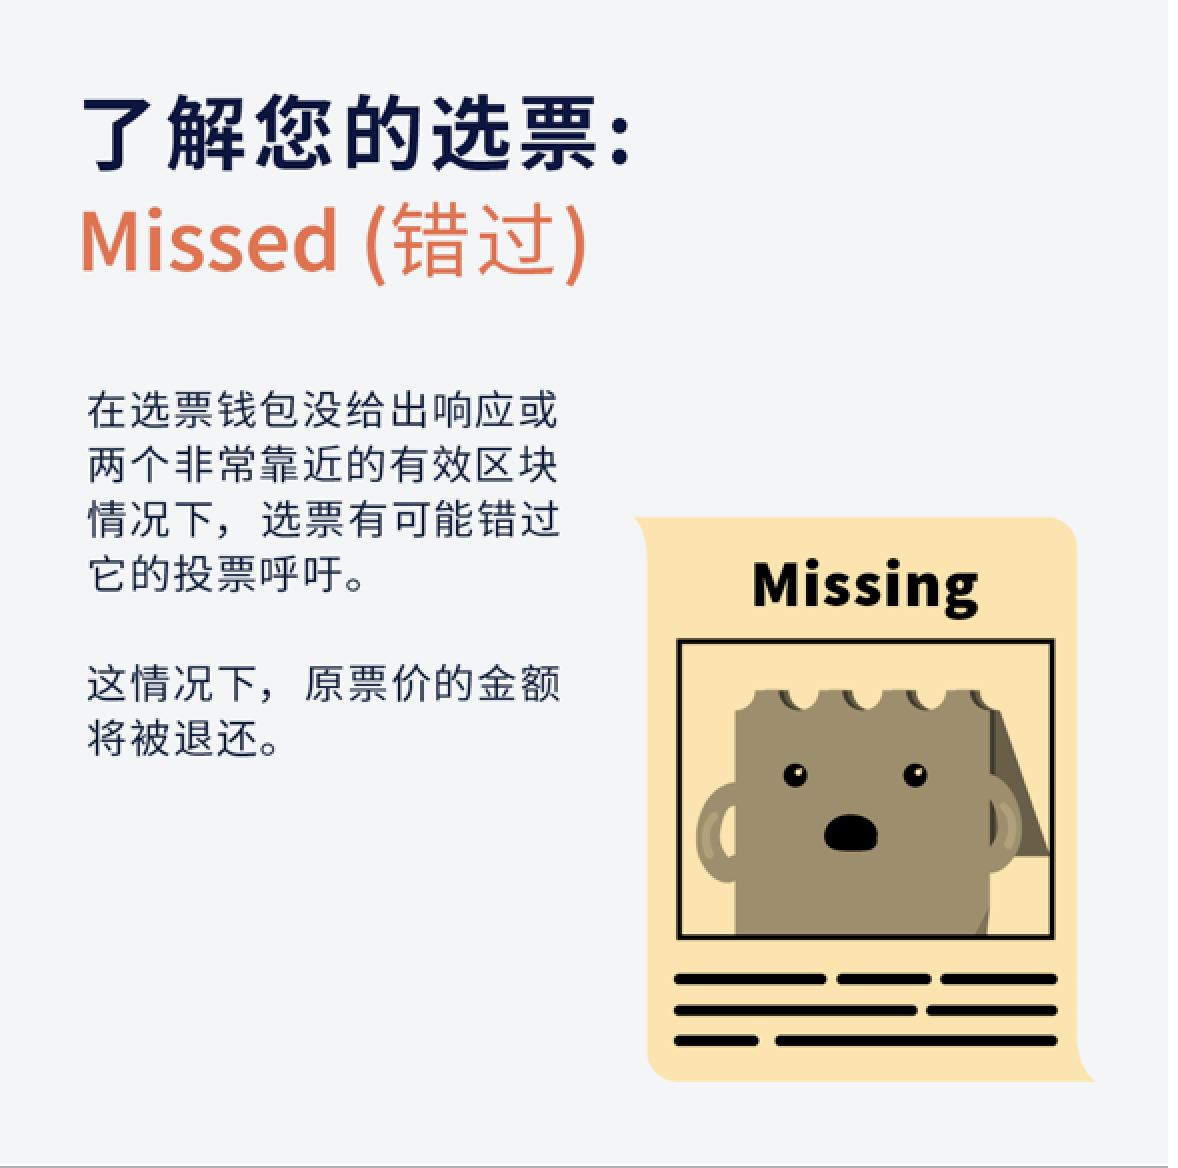 了解您的选票:
Missed (错过)
在选票钱包没给出响应或
两个非常靠近的有效区块
情况下，选票有可能错过
它的投票呼吁。
这情况下，原票价的金额
将被退还。
Missing